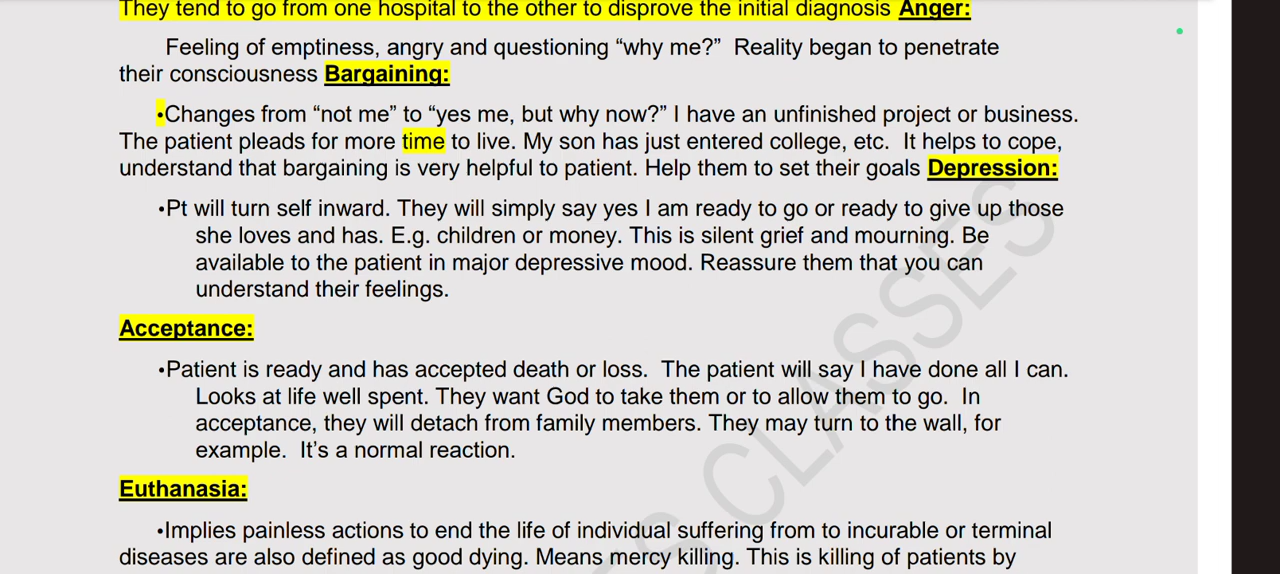 They tend to go from one hospital to the other to disprove the initial diagnosis Anger:
Feeling of emptiness, angry and questioning “why me?”  Reality began to penetrate
their consciousness Bargaining:
•Changes from “not me” to “yes me, but why now?” I have an unfinished project or business.
The patient pleads for more time to live. My son has just entered college, etc.  It helps to cope,
understand that bargaining is very helpful to patient. Help them to set their goals Depression:
•Pt will turn self inward. They will simply say yes I am ready to go or ready to give up those
she loves and has. E.g. children or money. This is silent grief and mourning. Be
available to the patient in major depressive mood. Reassure them that you can
understand their feelings.
Acceptance:
•Patient is ready and has accepted death or loss.  The patient will say I have done all I can.
Looks at life well spent. They want God to take them or to allow them to go.  In
acceptance, they will detach from family members. They may turn to the wall, for
example.  It’s a normal reaction.
Euthanasia:
•Implies painless actions to end the life of individual suffering from to incurable or terminal
diseases are also defined as good dying. Means mercy killing. This is killing of patients by
CLASSES